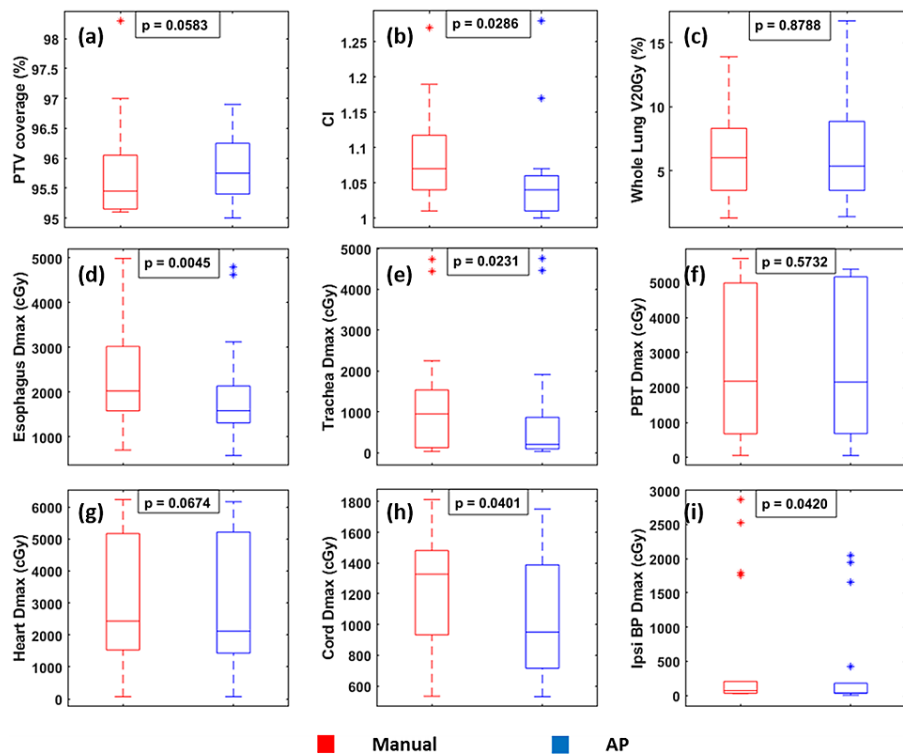 (a)
p = 0.0583
PTV coverage (%)
98
97.5
97
96.5
96
95.5
95
(b)
p = 0.0286
CI
1.25
1.2
1.15
1.1
1.05
1
(c)
p = 0.8788
Whole Lung V20Gy (%)
15
10
5
(d)
p = 0.0045
Esophagus Dmax (cGy)
5000
4000
3000
2000
1000
(e)
p = 0.0231
Trachea Dmax (cGy)
5000
4000
3000
2000
1000
0
(f)
p = 0.5732
PBT Dmax (cGy)
5000
4000
3000
2000
1000
0
(g)
p = 0.0674
Heart Dmax (cGy)
6000
5000
4000
3000
2000
1000
0
(h)
p = 0.0401
Cord Dmax (cGy)
1800
1600
1400
1200
1000
800
600
(i)
p = 0.0420
Ipsi BP Dmax (cGy)
3000
2500
2000
1500
1000
500
0
Manual
AP